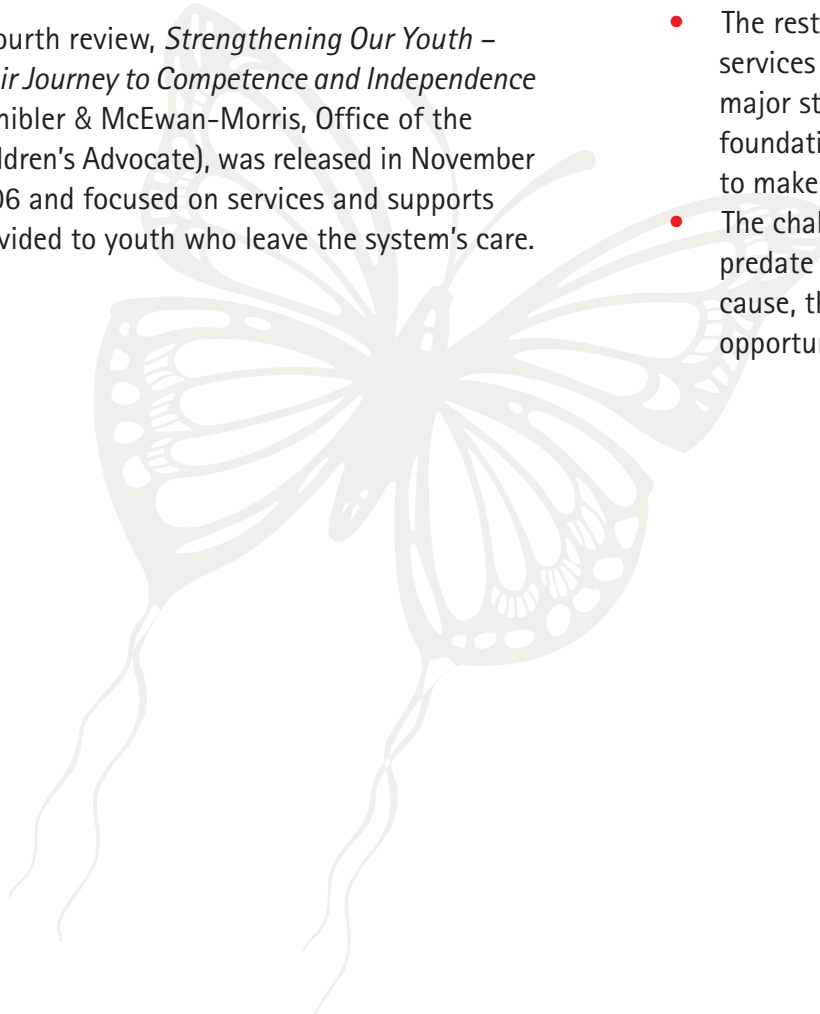 ourth review, Strengthening Our Youth –
ir Journey to Competence and Independence
hibler & McEwan-Morris, Office of the
ldren's Advocate), was released in November
06 and focused on services and supports
vided to youth who leave the system's care.
• The rest
services
major st
foundati
to make
• The chal
predate
cause, th
opportu